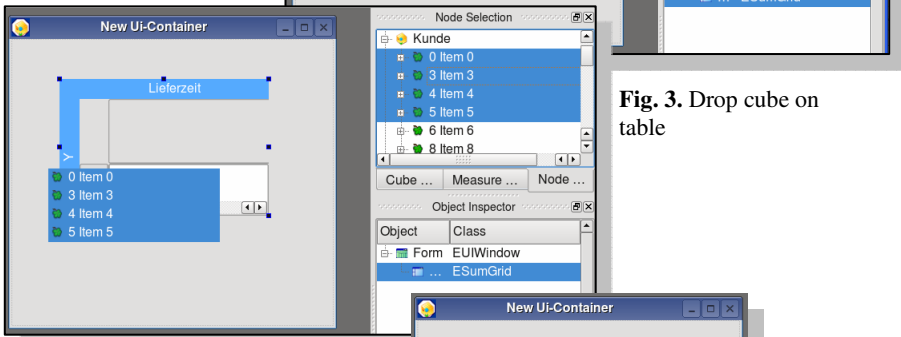 ESumGrid
New Ui-Container
Lieferzeit
Y
0 Item 0
3 Item 3
4 Item 4
5 Item 5
Node Selection
Kunde
0 Item 0
3 Item 3
4 Item 4
5 Item 5
6 Item 6
8 Item 8
Cube ... Measure ... Node ...
Object Inspector
Object Class
Form EUIWindow
... ESumGrid
Fig. 3. Drop cube on
table
New Ui-Container